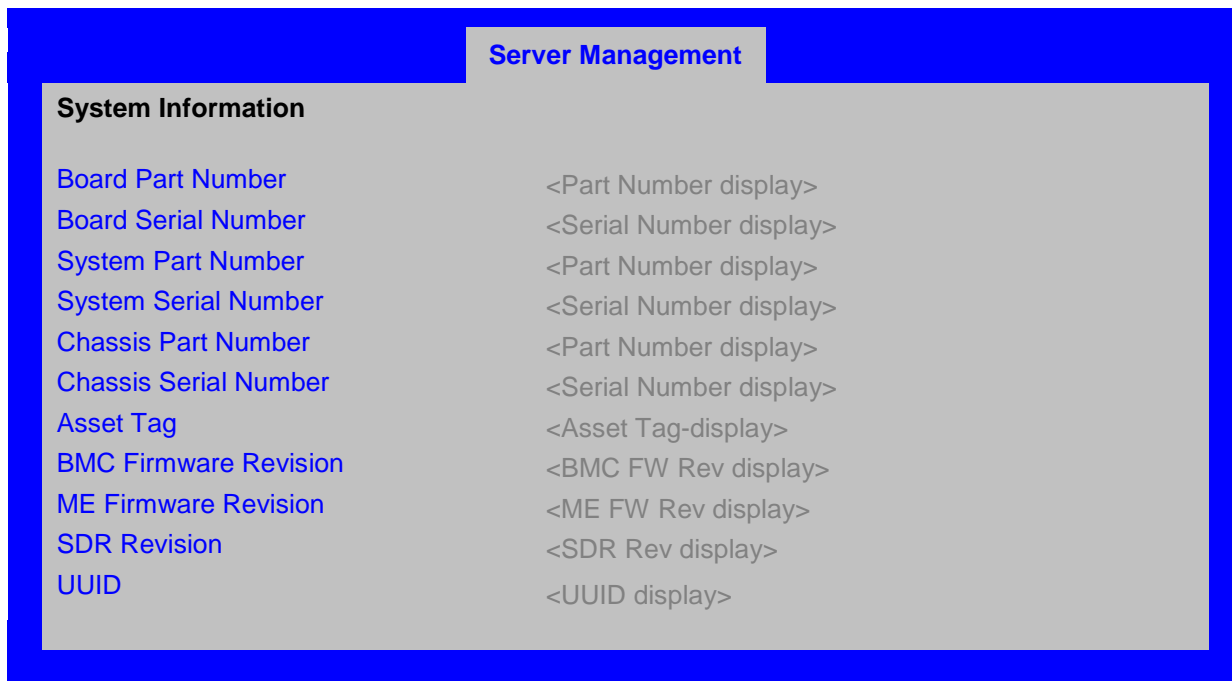 Server Management
System Information
Board Part Number <Part Number display>
Board Serial Number <Serial Number display>
System Part Number <Part Number display>
System Serial Number <Serial Number display>
Chassis Part Number <Part Number display>
Chassis Serial Number <Serial Number display>
Asset Tag <Asset Tag-display>
BMC Firmware Revision <BMC FW Rev display>
ME Firmware Revision <ME FW Rev display>
SDR Revision <SDR Rev display>
UUID <UUID display>